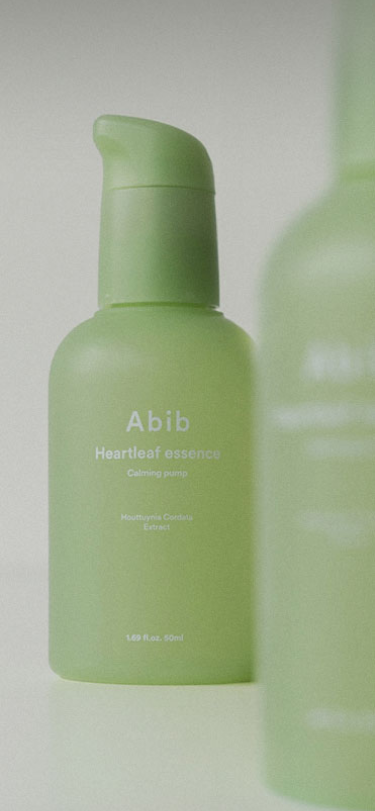 Abib
Heartleaf essence
Calming pump
Houttuynia Cordata
Extract
1.69 fl.oz. 50ml